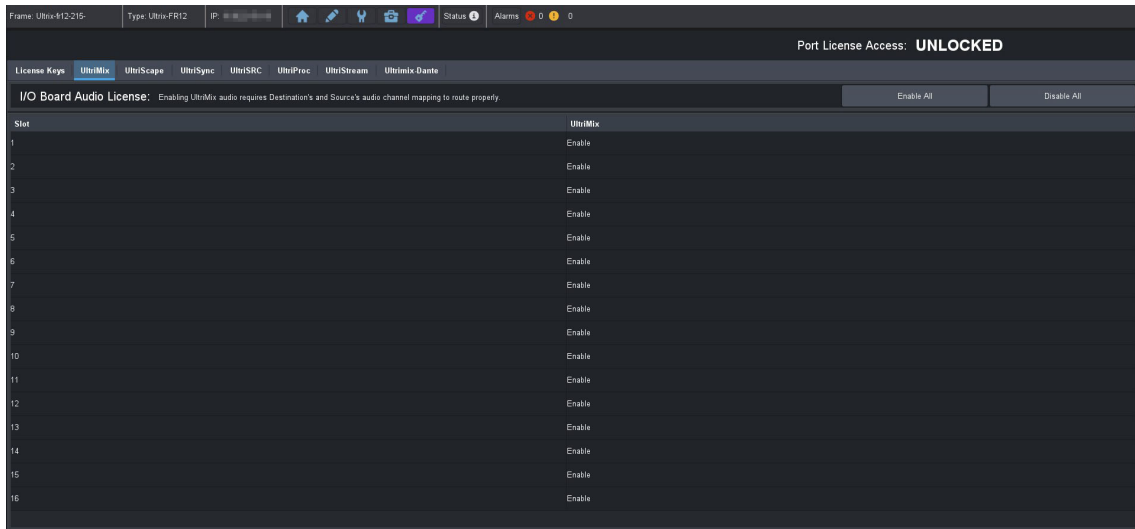 Frame: Ultrix-fr12-215- Type: Ultrix-FR12 IP: Status Alarms 0 0
Port License Access: UNLOCKED
License Keys UltriMix UltriScape UltriSync UltriSRC UltriProc UltriStream Ultrimix-Dante
I/O Board Audio License: Enabling UltriMix audio requires Destination's and Source's audio channel mapping to route properly. Enable All Disable All
Slot UltriMix
1 Enable
2 Enable
3 Enable
4 Enable
5 Enable
6 Enable
7 Enable
8 Enable
9 Enable
10 Enable
11 Enable
12 Enable
13 Enable
14 Enable
15 Enable
16 Enable